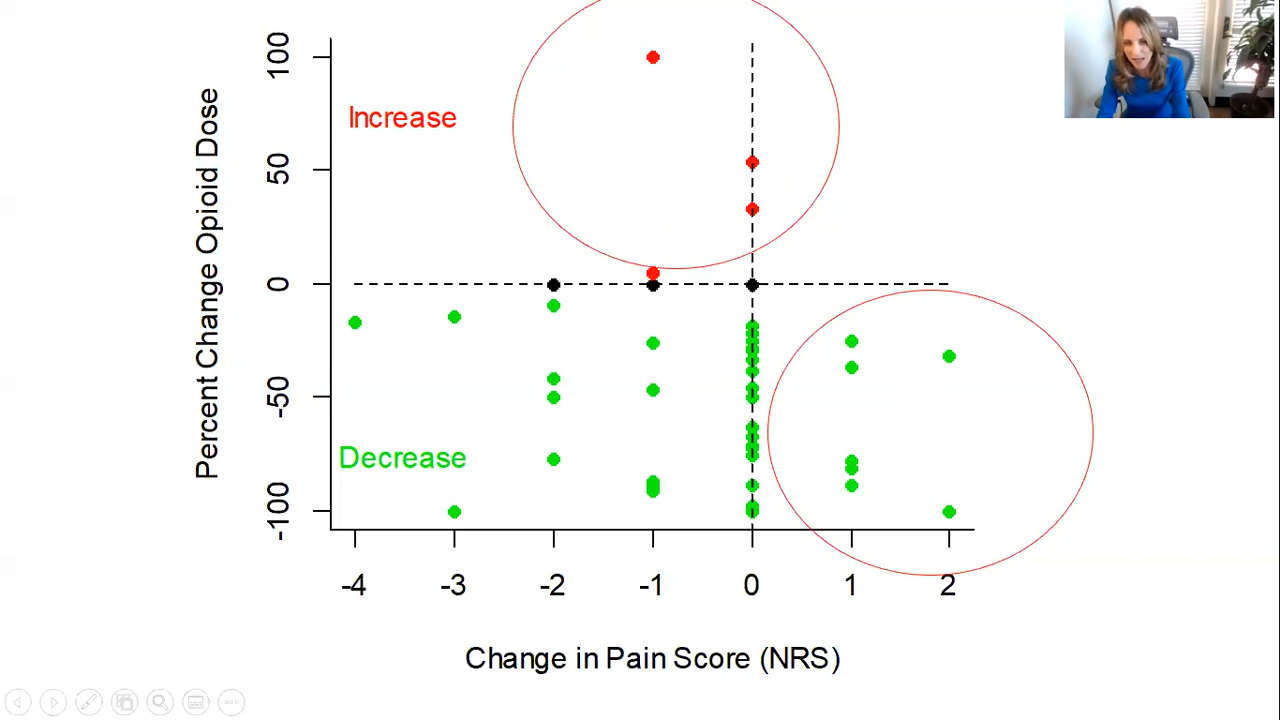 Percent Change Opioid Dose
100
50
0
-50
-100
Increase
Decrease
-4 -3 -2 -1 0 1 2
Change in Pain Score (NRS)